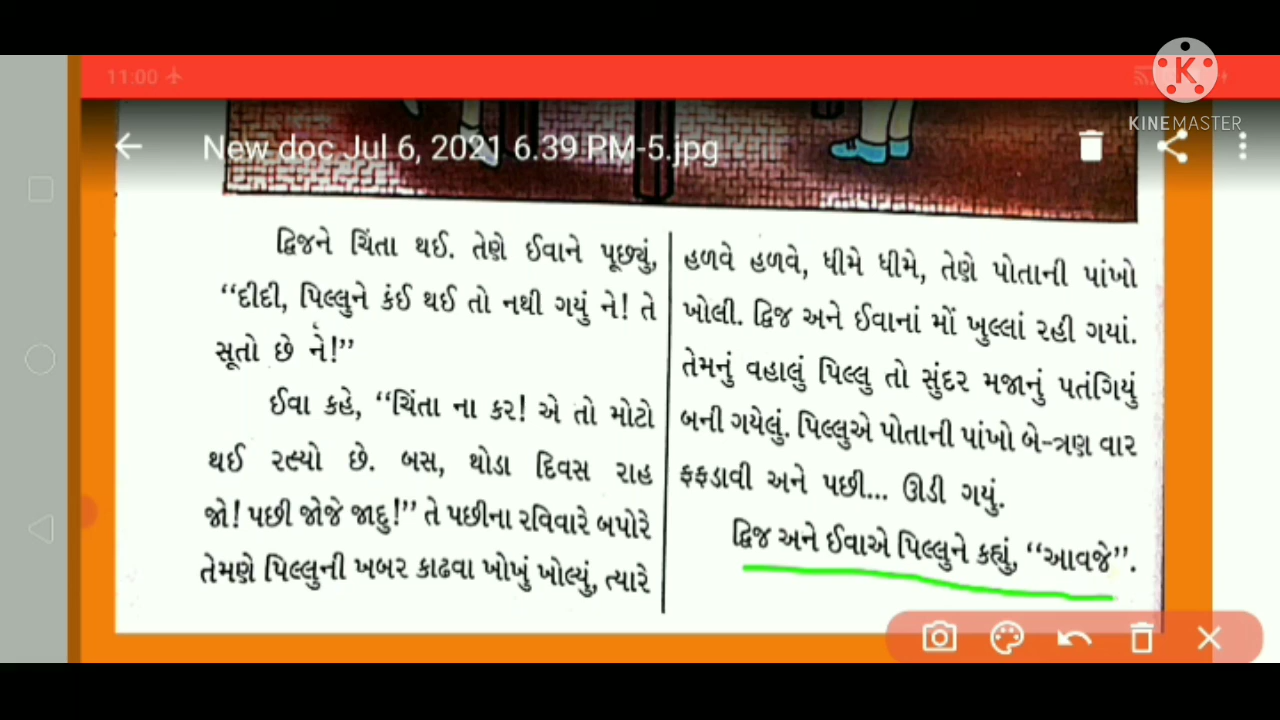 11:00
KINEMASTER
New doc Jul 6, 2021 6.39 PM-5.jpg
દ્વિજને ચિંતા થઈ. તેણે ઈવાને પૂછ્યું,
“દીદી, પિલ્લુને કંઈ થઈ તો નથી ગયું ને! તે
સૂતો છે ને!”
ઈવા કહે, “ચિંતા ના કર! એ તો મોટો
થઈ રહ્યો છે. બસ, થોડા દિવસ રાહ
જો! પછી જોજે જાદુ!” તે પછીના રવિવારે બપોરે
તેમણે પિલ્લુની ખબર કાઢવા ખોખું ખોલ્યું, ત્યારે
હળવે હળવે, ધીમે ધીમે, તેણે પોતાની પાંખો
ખોલી. દ્વિજ અને ઈવાનાં મોં ખુલ્લાં રહી ગયાં.
તેમનું વહાલું પિલ્લુ તો સુંદર મજાનું પતંગિયું
બની ગયેલું. પિલ્લુએ પોતાની પાંખો બે-ત્રણ વાર
ફફડાવી અને પછી... ઊડી ગયું.
દ્વિજ અને ઈવાએ પિલ્લુને કહ્યું, “આવજે”.